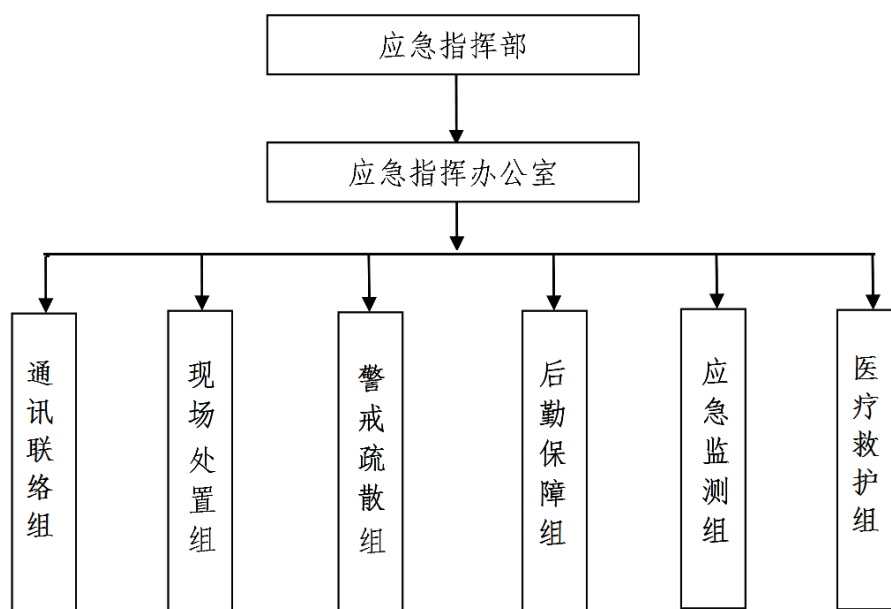 应急指挥部
应急指挥办公室
通讯联络组
现场处置组
警戒疏散组
后勤保障组
应急监测组
医疗救护组